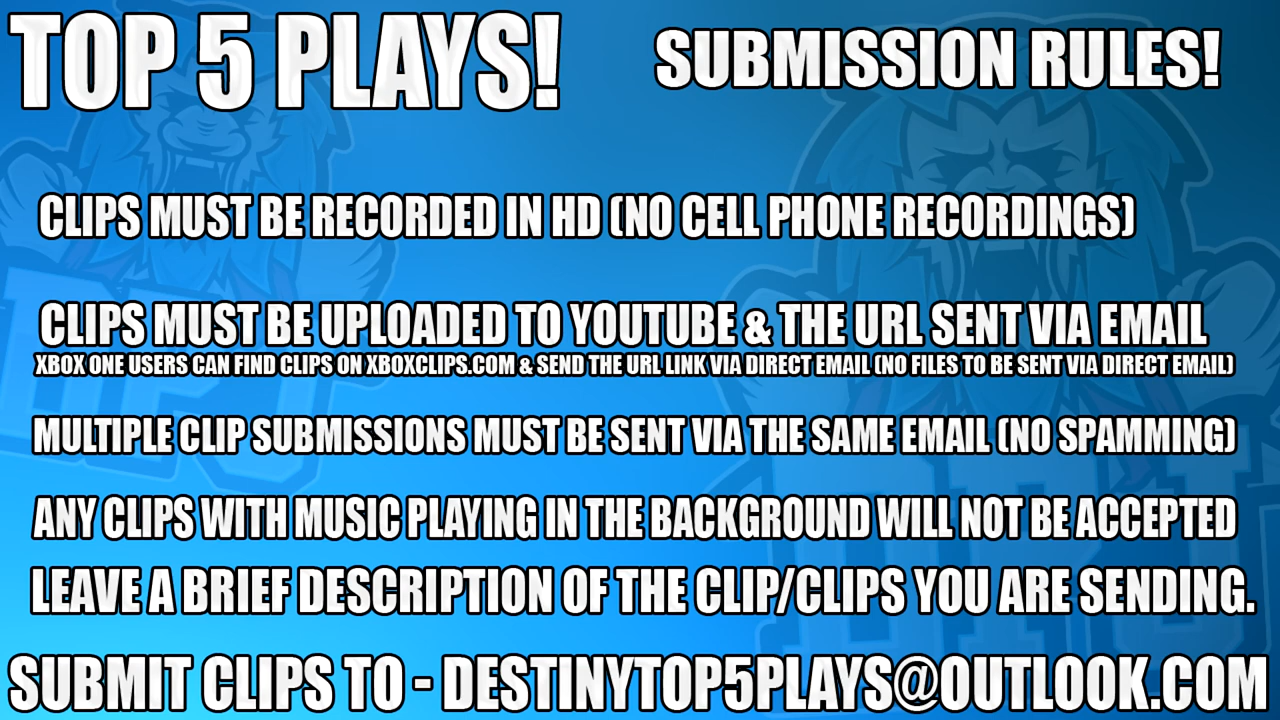 TOP 5 PLAYS!
SUBMISSION RULES!
CLIPS MUST BE RECORDED IN HD (NO CELL PHONE RECORDINGS)
CLIPS MUST BE UPLOADED TO YOUTUBE & THE URL SENT VIA EMAIL
XBOX ONE USERS CAN FIND CLIPS ON XBOXCLIPS.COM & SEND THE URL LINK VIA DIRECT EMAIL (NO FILES TO BE SENT VIA DIRECT EMAIL)
MULTIPLE CLIP SUBMISSIONS MUST BE SENT VIA THE SAME EMAIL (NO SPAMMING)
ANY CLIPS WITH MUSIC PLAYING IN THE BACKGROUND WILL NOT BE ACCEPTED
LEAVE A BRIEF DESCRIPTION OF THE CLIP/CLIPS YOU ARE SENDING.
SUBMIT CLIPS TO - DESTINYTOP5PLAYS@OUTLOOK.COM